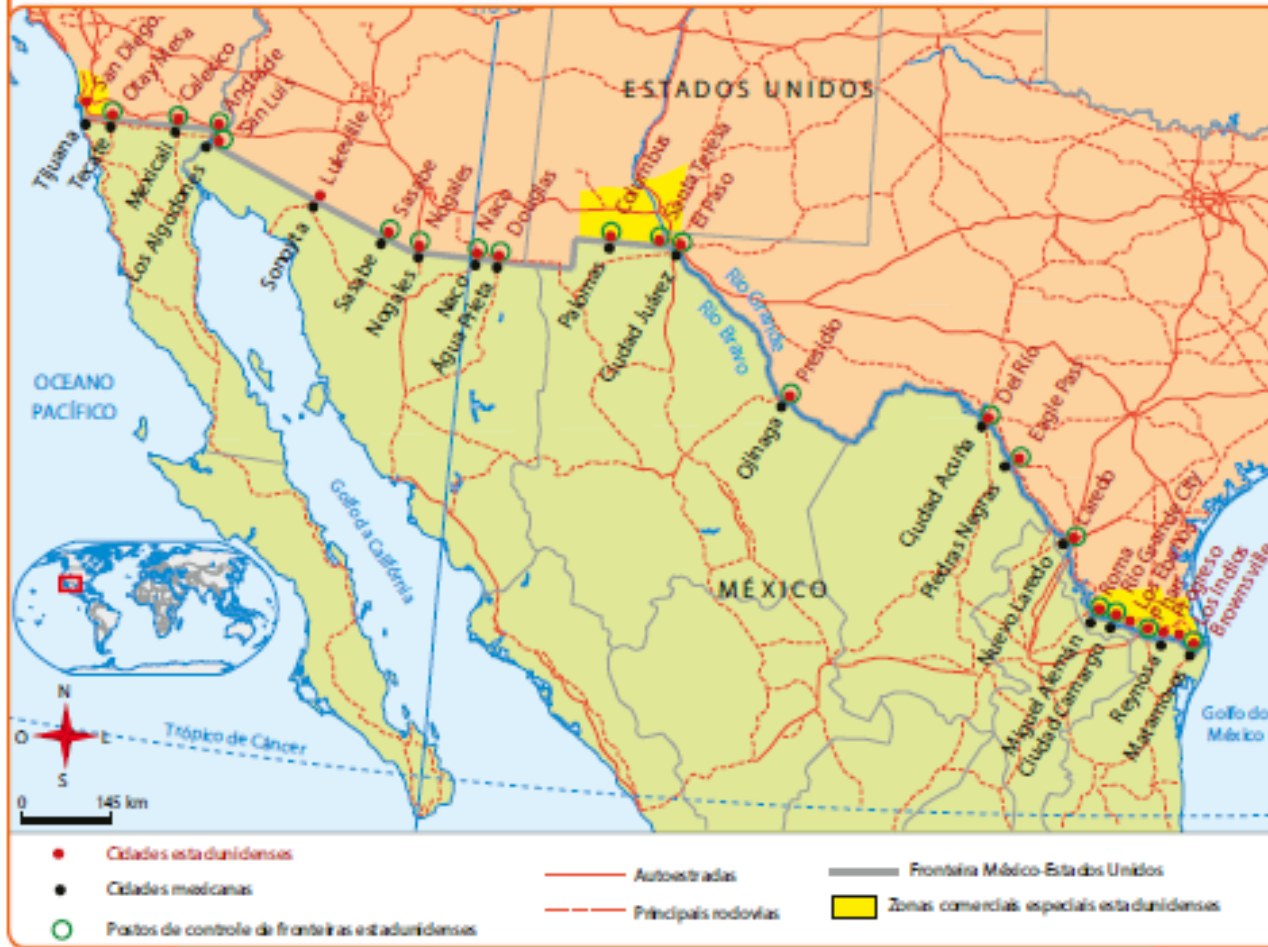 San Diego
Otay Mesa
Calexico
Andrade
San Luis
ESTADOS UNIDOS
Tijuana
Tecate
Mexicali
Los Algodones
Lukeville
Sasabe
Nogales
Naco
Douglas
Columbus
Santa Teresa
El Paso
Sonoyta
Sasabe
Nogales
Naco
Água Prieta
Palomas
Ciudad Juárez
Rio Grande
Rio Bravo
Presidio
OCEANO
PACÍFICO
Ojinaga
Del Río
Eagle Pass
Golfo da Califórnia
Ciudad Acuña
Piedras Negras
Laredo
MÉXICO
Nuevo Laredo
Roma
Rio Grande City
Los Ebanos
Pharr
Progreso
Los Indios
Brownsville
Miguel Alemán
Ciudad Camargo
Reynosa
Matamoros
Golfo do
México
N
O
L
S
Trópico de Câncer
0 145 km
Cidades estadunidenses
Cidades mexicanas
Postos de controle de fronteiras estadunidenses
Autoestradas
Principais rodovias
Fronteira México-Estados Unidos
Zonas comerciais especiais estadunidenses